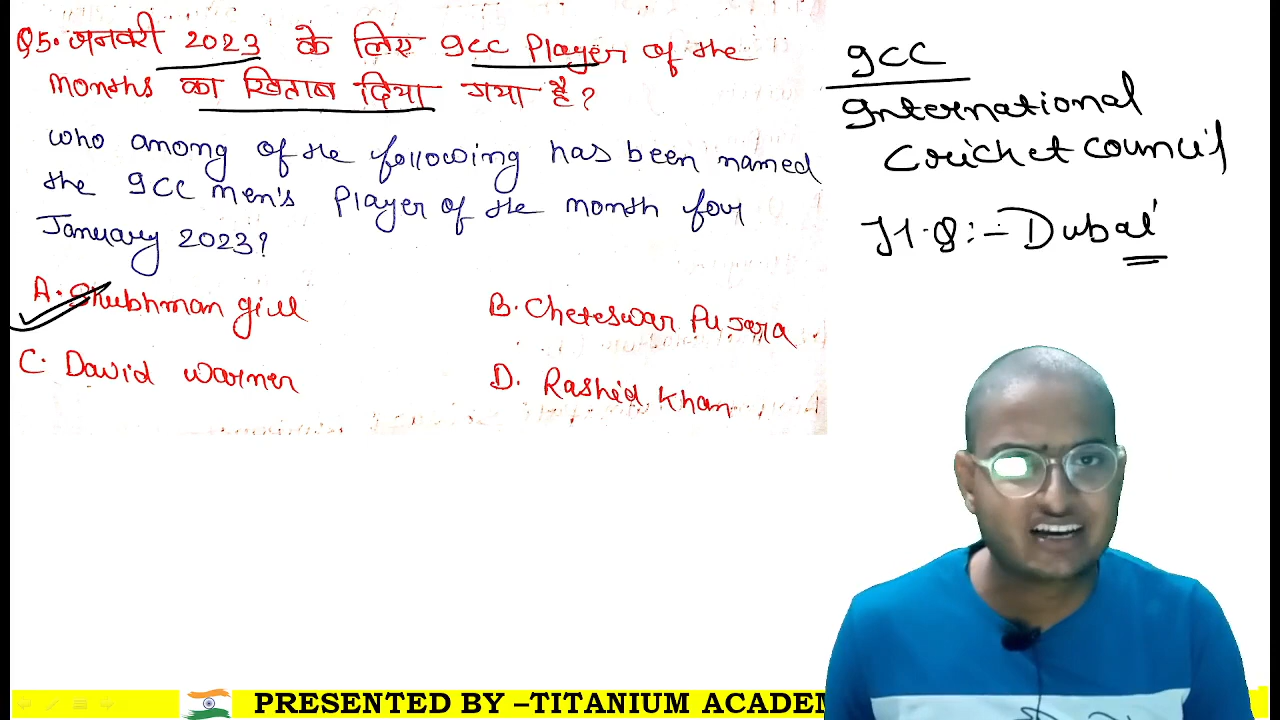 Q5. जनवरी 2023 के लिए ICC Player of the
Months का खिताब दिया गया है?
who among of the following has been named
the ICC men's Player of the month for
January 2023?
A. Shubhman gill
B. Cheteswar Pujara
C. David warner
D. Rashid Khan
ICC
International
Cricket council
H.Q:- Dubai
PRESENTED BY –TITANIUM ACADEM